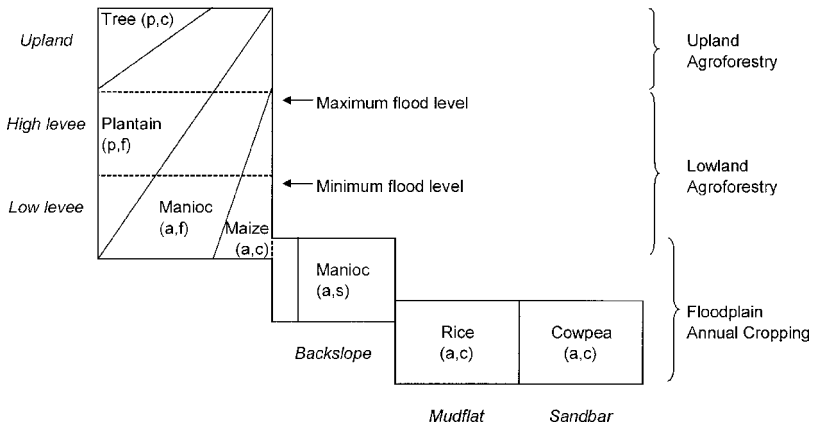 Tree (p,c)
Upland
Upland
Agroforestry
Maximum flood level
High levee
Plantain
(p,f)
Lowland
Agroforestry
Minimum flood level
Low levee
Manioc
(a,f)
Maize
(a,c)
Manioc
(a,s)
Floodplain
Annual Cropping
Rice
(a,c)
Cowpea
(a,c)
Backslope
Mudflat
Sandbar